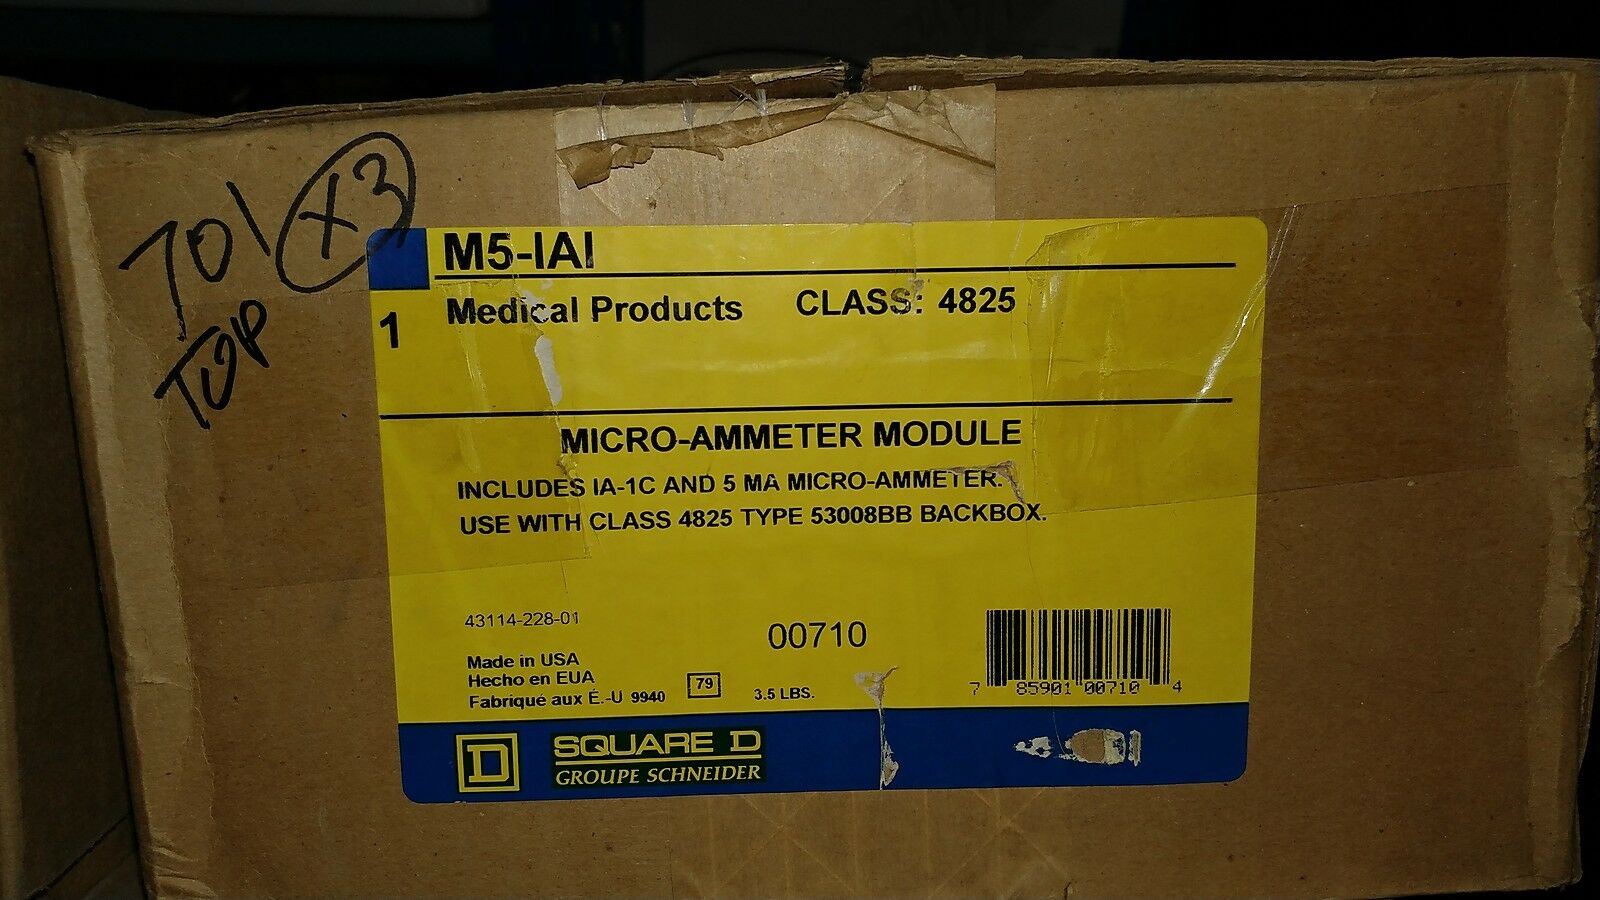 701 X3
TOP
M5-IAI
1
Medical Products CLASS: 4825
MICRO-AMMETER MODULE
INCLUDES IA-1C AND 5 MA MICRO-AMMETER.
USE WITH CLASS 4825 TYPE 53008BB BACKBOX.
43114-228-01
00710
Made in USA
Hecho en EUA
Fabriqué aux É.-U 9940
79
3.5 LBS.
7 85901 00710 4
D
SQUARE D
GROUPE SCHNEIDER